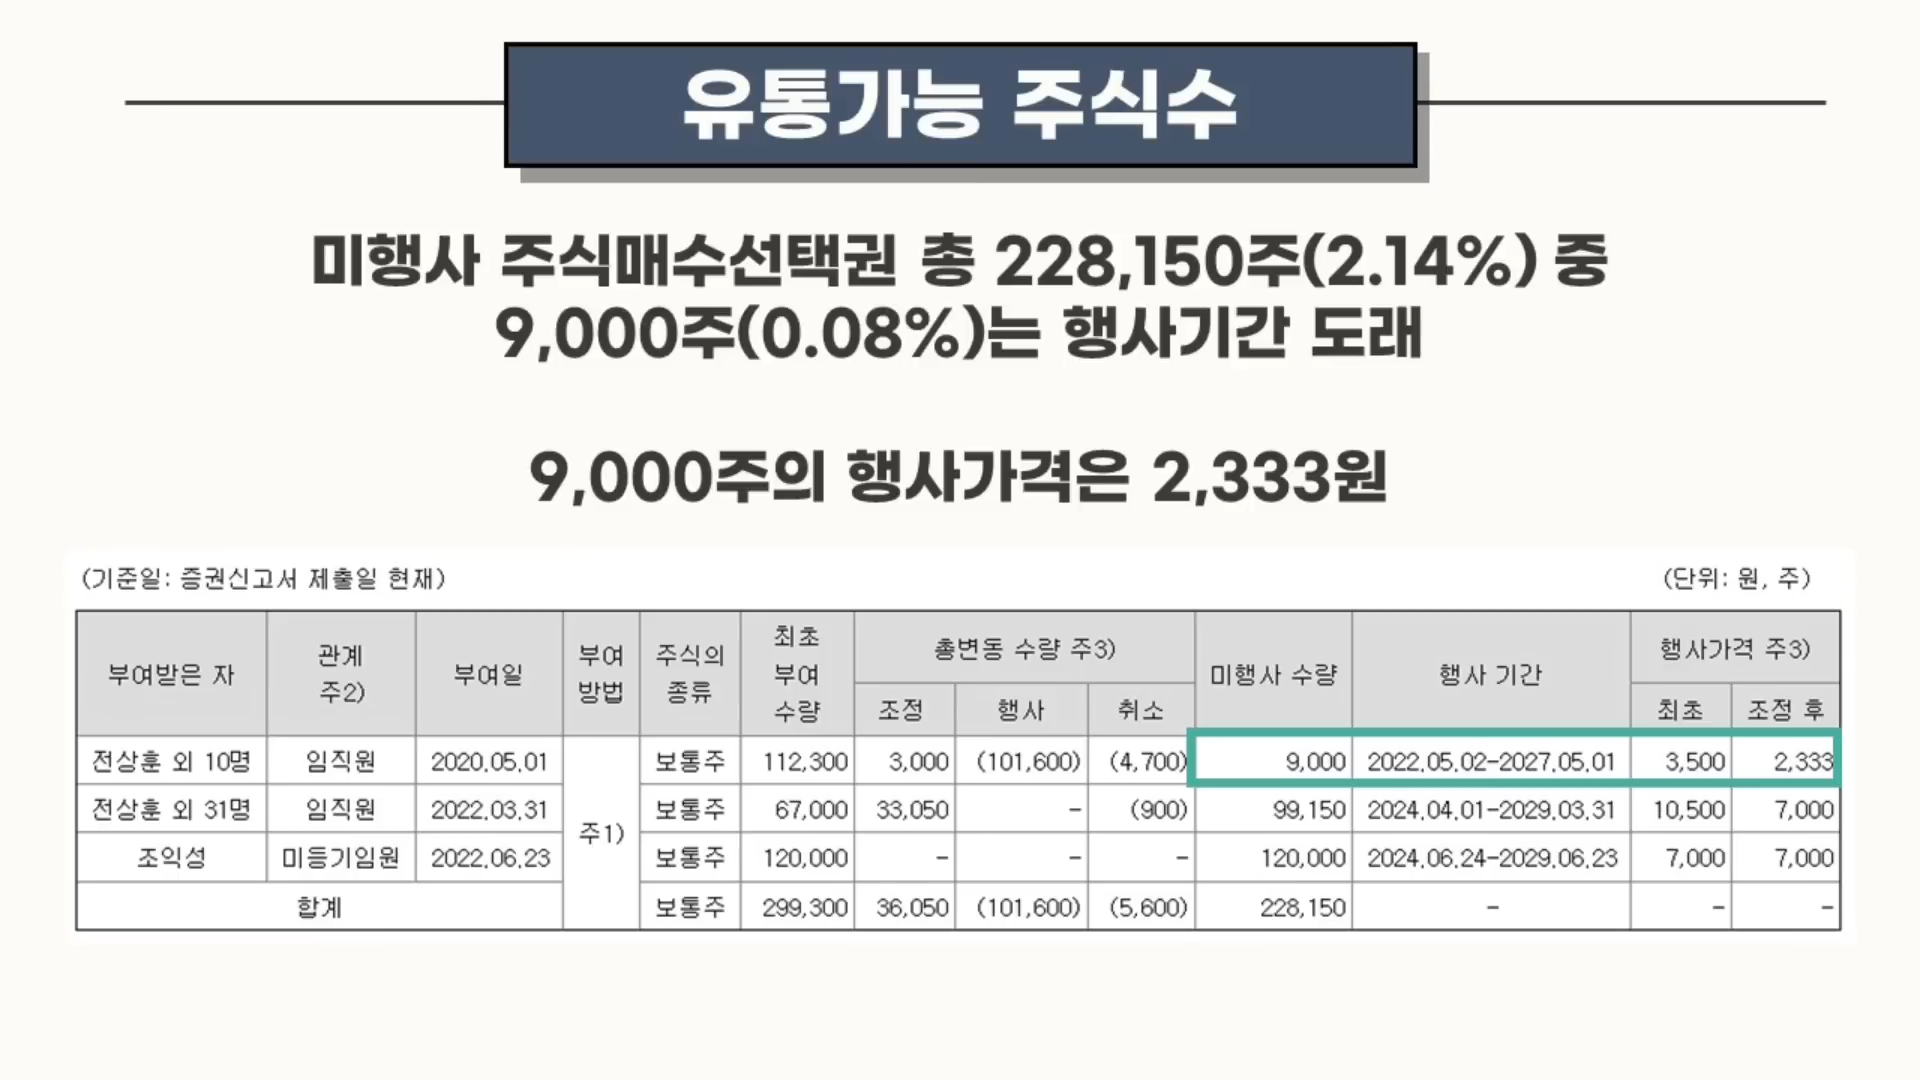 유통가능 주식수
미행사 주식매수선택권 총 228,150주(2.14%) 중
9,000주(0.08%)는 행사기간 도래
9,000주의 행사가격은 2,333원
(기준일: 증권신고서 제출일 현재) (단위: 원, 주)
부여받은 자 관계 주2) 부여일 부여 방법 주식의 종류 최초 부여 수량 총변동 수량 주3) 미행사 수량 행사 기간 행사가격 주3)
조정 행사 취소 최초 조정 후
전상훈 외 10명 임직원 2020.05.01 주1) 보통주 112,300 3,000 (101,600) (4,700) 9,000 2022.05.02-2027.05.01 3,500 2,333
전상훈 외 31명 임직원 2022.03.31 보통주 67,000 33,050 - (900) 99,150 2024.04.01-2029.03.31 10,500 7,000
조익성 미등기임원 2022.06.23 보통주 120,000 - - - 120,000 2024.06.24-2029.06.23 7,000 7,000
합계 보통주 299,300 36,050 (101,600) (5,600) 228,150 - - -